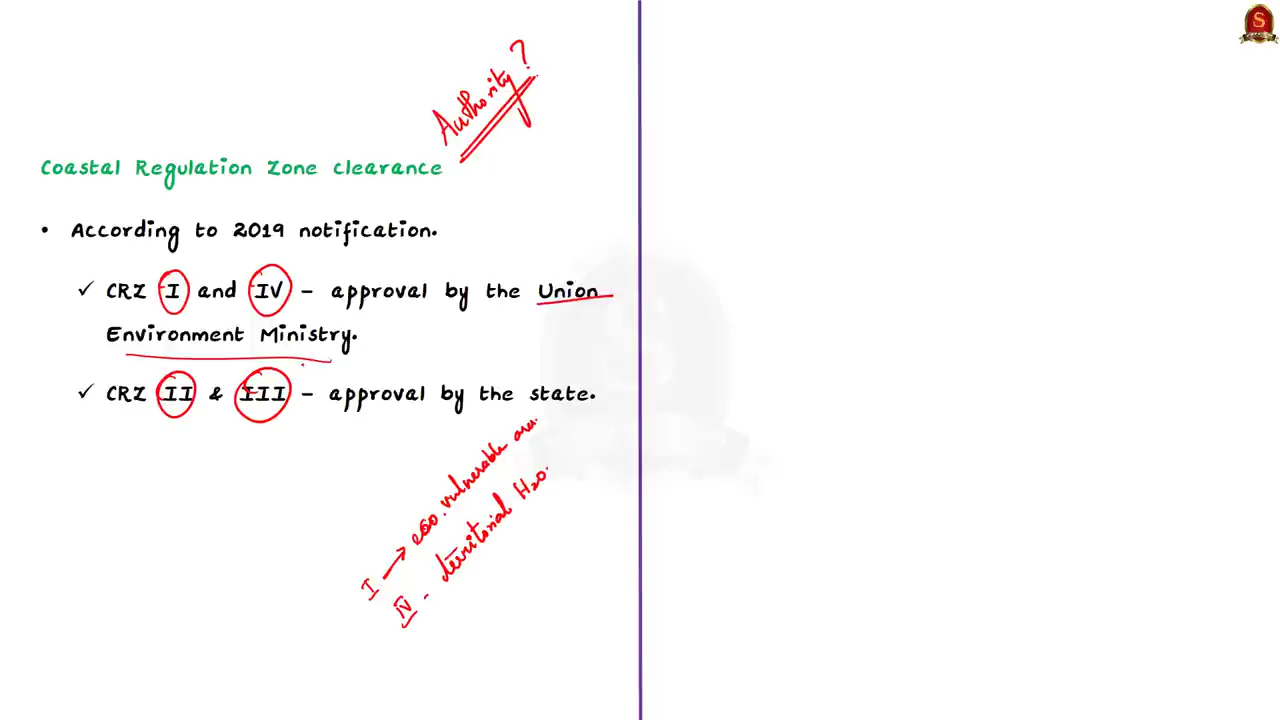 Authority?
Coastal Regulation Zone clearance
• According to 2019 notification.
✓ CRZ I and IV - approval by the Union
Environment Ministry.
✓ CRZ II & III - approval by the state.
I → eco. vulnerable area.
IV - territorial H2O.
S